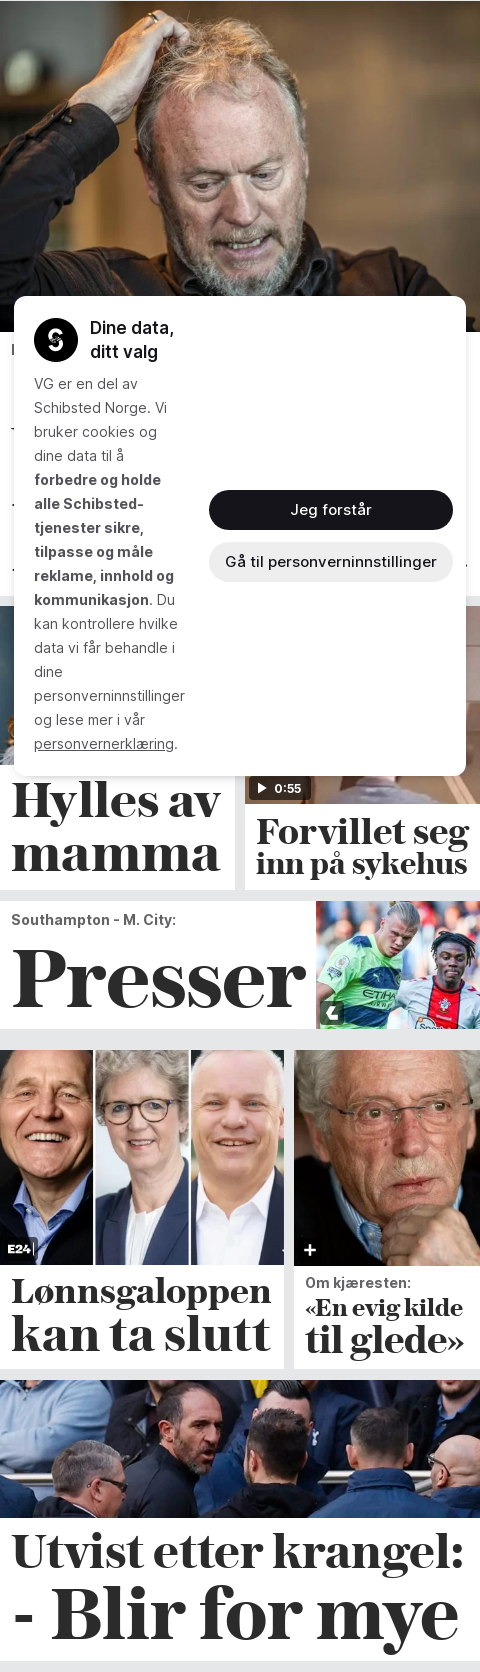 Dine data,
ditt valg
VG er en del av
Schibsted Norge. Vi
bruker cookies og
dine data til å
forbedre og holde
alle Schibsted-
tjenester sikre,
tilpasse og måle
reklame, innhold og
kommunikasjon. Du
kan kontrollere hvilke
data vi får behandle i
dine
personverninnstillinger
og lese mer i vår
personvernerklæring.
Jeg forstår
Gå til personverninnstillinger
Hylles av
mamma
0:55
Forvillet seg
inn på sykehus
Southampton - M. City:
Presser
E24
Lønnsgaloppen
kan ta slutt
Om kjæresten:
«En evig kilde
til glede»
Utvist etter krangel:
- Blir for mye